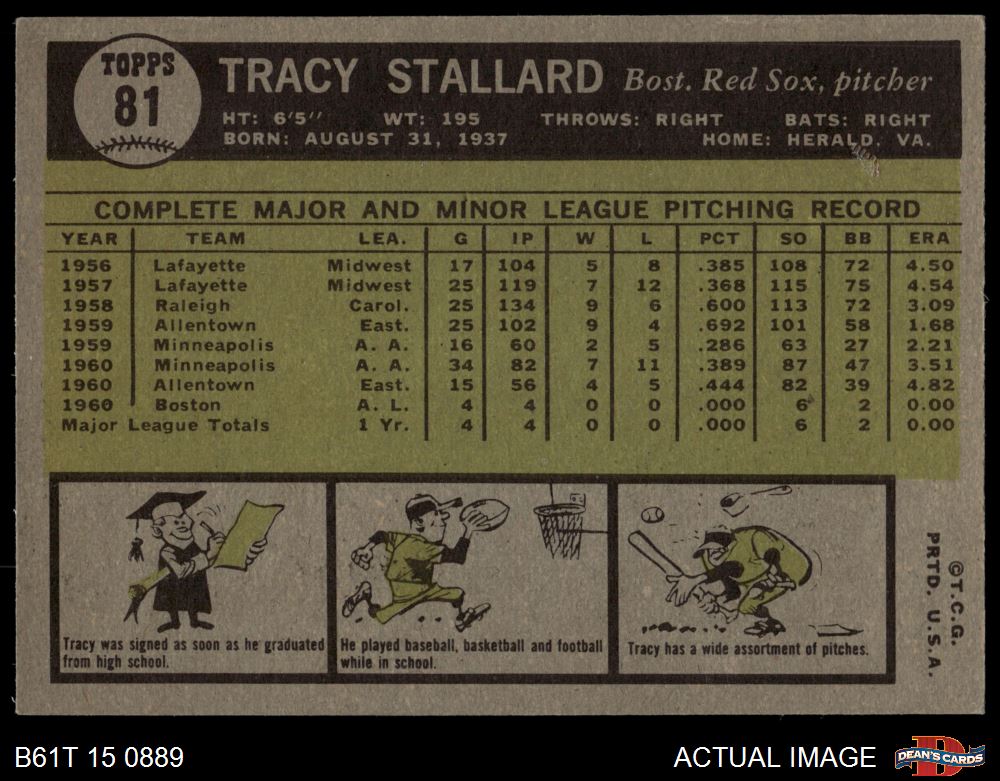 TOPPS
81
TRACY STALLARD Bost. Red Sox, pitcher
HT: 6'5'' WT: 195 THROWS: RIGHT BATS: RIGHT
BORN: AUGUST 31, 1937 HOME: HERALD, VA.
COMPLETE MAJOR AND MINOR LEAGUE PITCHING RECORD
YEAR TEAM LEA. G IP W L PCT SO BB ERA
1956 Lafayette Midwest 17 104 5 8 .385 108 72 4.50
1957 Lafayette Midwest 25 119 7 12 .368 115 75 4.54
1958 Raleigh Carol. 25 134 9 6 .600 113 72 3.09
1959 Allentown East. 25 102 9 4 .692 101 58 1.68
1959 Minneapolis A. A. 16 60 2 5 .286 63 27 2.21
1960 Minneapolis A. A. 34 82 7 11 .389 87 47 3.51
1960 Allentown East. 15 56 4 5 .444 82 39 4.82
1960 Boston A. L. 4 4 0 0 .000 6 2 0.00
Major League Totals 1 Yr. 4 4 0 0 .000 6 2 0.00
Tracy was signed as soon as he graduated
from high school.
He played baseball, basketball and football
while in school.
Tracy has a wide assortment of pitches.
©T.C.G.
PRTD. U.S.A.
B61T 15 0889
ACTUAL IMAGE
DEAN'S CARDS